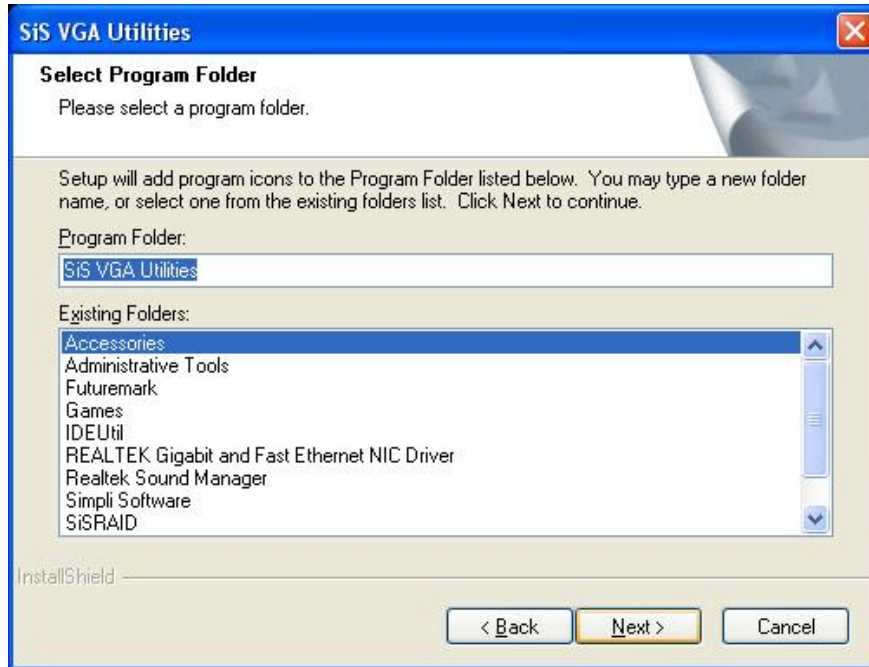 SiS VGA Utilities
Select Program Folder
Please select a program folder.
Setup will add program icons to the Program Folder listed below.  You may type a new folder
name, or select one from the existing folders list.  Click Next to continue.
Program Folder:
SiS VGA Utilities
Existing Folders:
Accessories
Administrative Tools
Futuremark
Games
IDEUtil
REALTEK Gigabit and Fast Ethernet NIC Driver
Realtek Sound Manager
Simpli Software
SiSRAID
InstallShield
< Back Next > Cancel